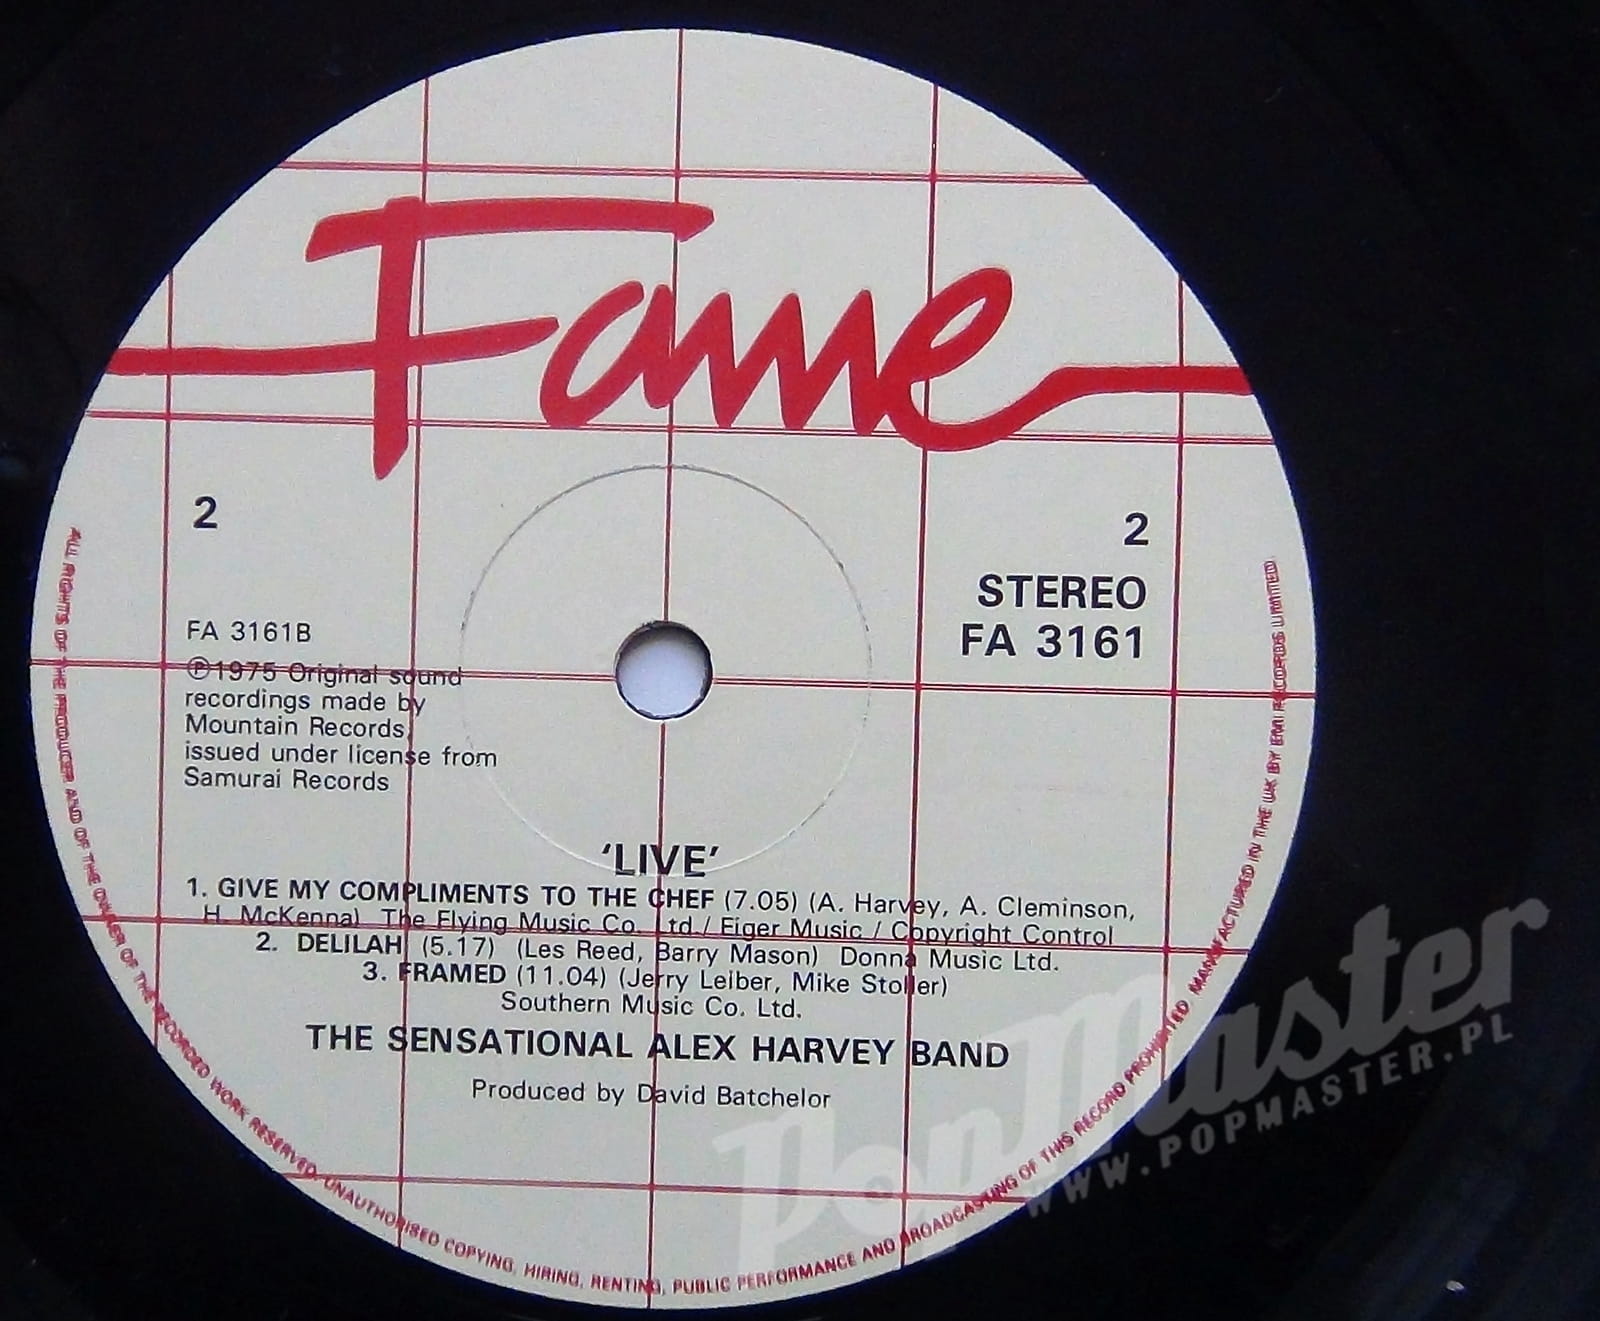 Fame
2
2
STEREO
FA 3161
FA 3161B
℗1975 Original sound
recordings made by
Mountain Records,
issued under license from
Samurai Records
'LIVE'
1. GIVE MY COMPLIMENTS TO THE CHEF (7.05) (A. Harvey, A. Cleminson,
H. McKenna) The Flying Music Co. Ltd / Eiger Music / Copyright Control
2. DELILAH (5.17) (Les Reed, Barry Mason) Donna Music Ltd.
3. FRAMED (11.04) (Jerry Leiber, Mike Stoller)
Southern Music Co. Ltd.
THE SENSATIONAL ALEX HARVEY BAND
Produced by David Batchelor
ALL RIGHTS OF THE PRODUCER AND OF THE OWNER OF THE RECORDED WORK RESERVED. UNAUTHORISED COPYING, HIRING, RENTING, PUBLIC PERFORMANCE AND BROADCASTING OF THIS RECORD PROHIBITED. MANUFACTURED IN THE UK BY EMI RECORDS LIMITED
PopMaster
WWW.POPMASTER.PL